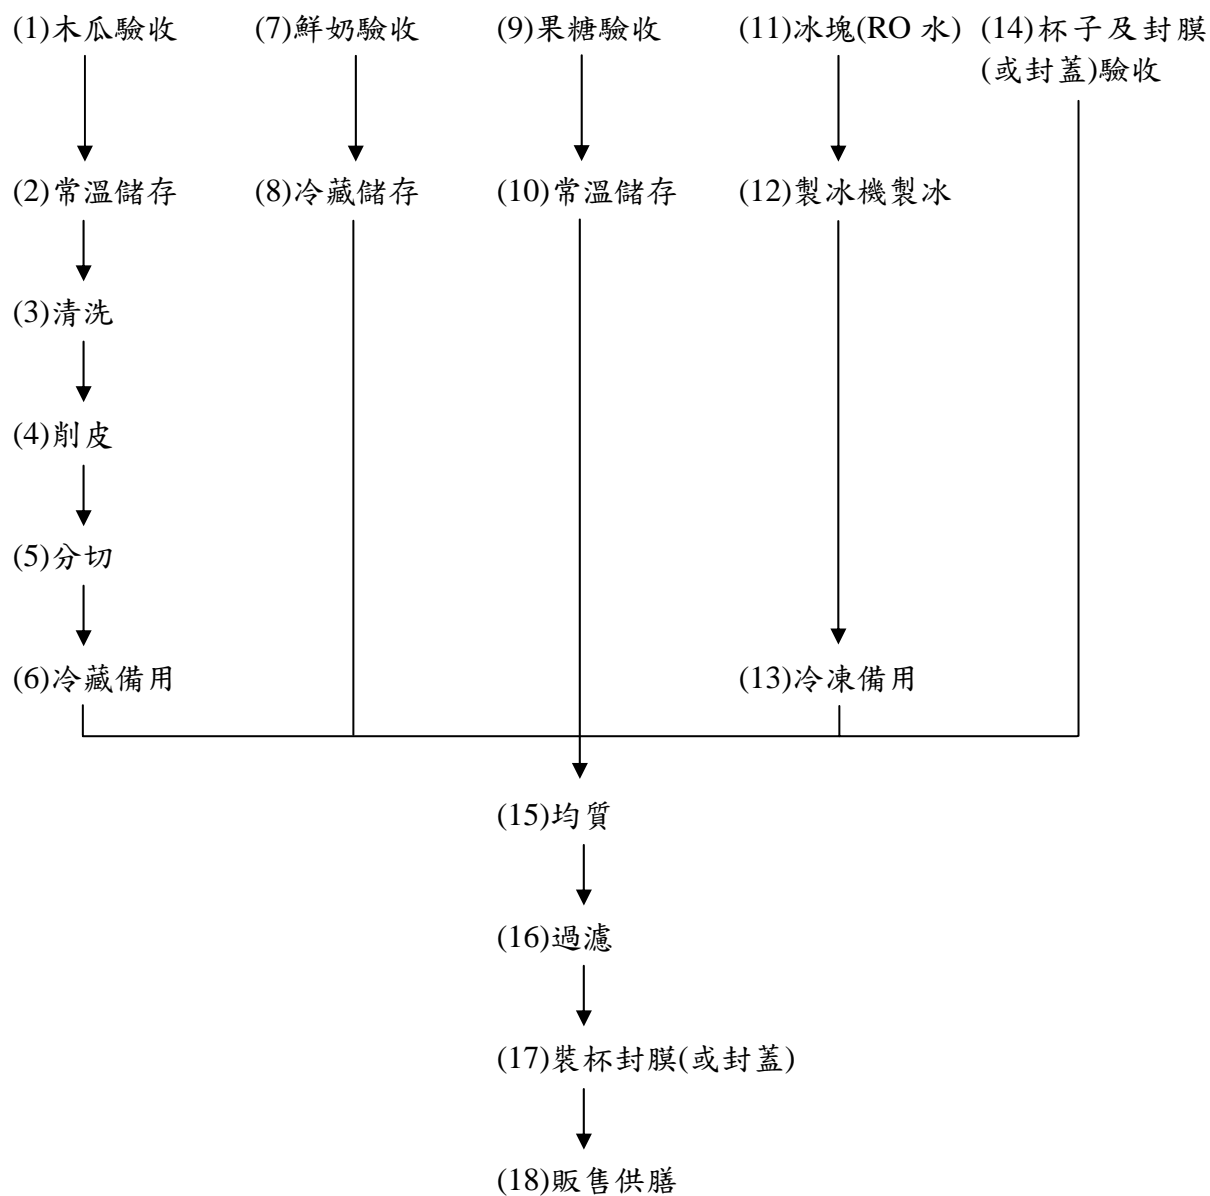 (1)木瓜驗收
(7)鮮奶驗收
(9)果糖驗收
(11)冰塊(RO 水)
(14)杯子及封膜
(或封蓋)驗收
(2)常溫儲存
(8)冷藏儲存
(10)常溫儲存
(12)製冰機製冰
(3)清洗
(4)削皮
(5)分切
(6)冷藏備用
(13)冷凍備用
(15)均質
(16)過濾
(17)裝杯封膜(或封蓋)
(18)販售供膳